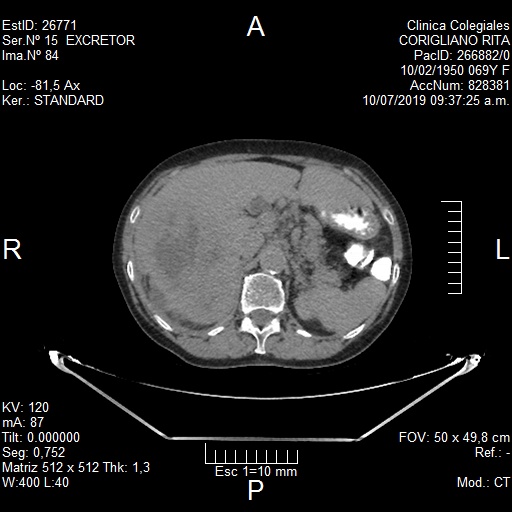 EstID: 26771
Ser.Nº 15 EXCRETOR
Ima.Nº 84
Loc: -81,5 Ax
Ker.: STANDARD
A
Clinica Colegiales
CORIGLIANO RITA
PacID: 266882/0
10/02/1950 069Y F
AccNum: 828381
10/07/2019 09:37:25 a.m.
R
L
KV: 120
mA: 87
Tilt: 0.000000
Seg: 0,752
Matriz 512 x 512 Thk: 1,3
W:400 L:40
Esc 1=10 mm
P
FOV: 50 x 49,8 cm
Ref.: -
Mod.: CT